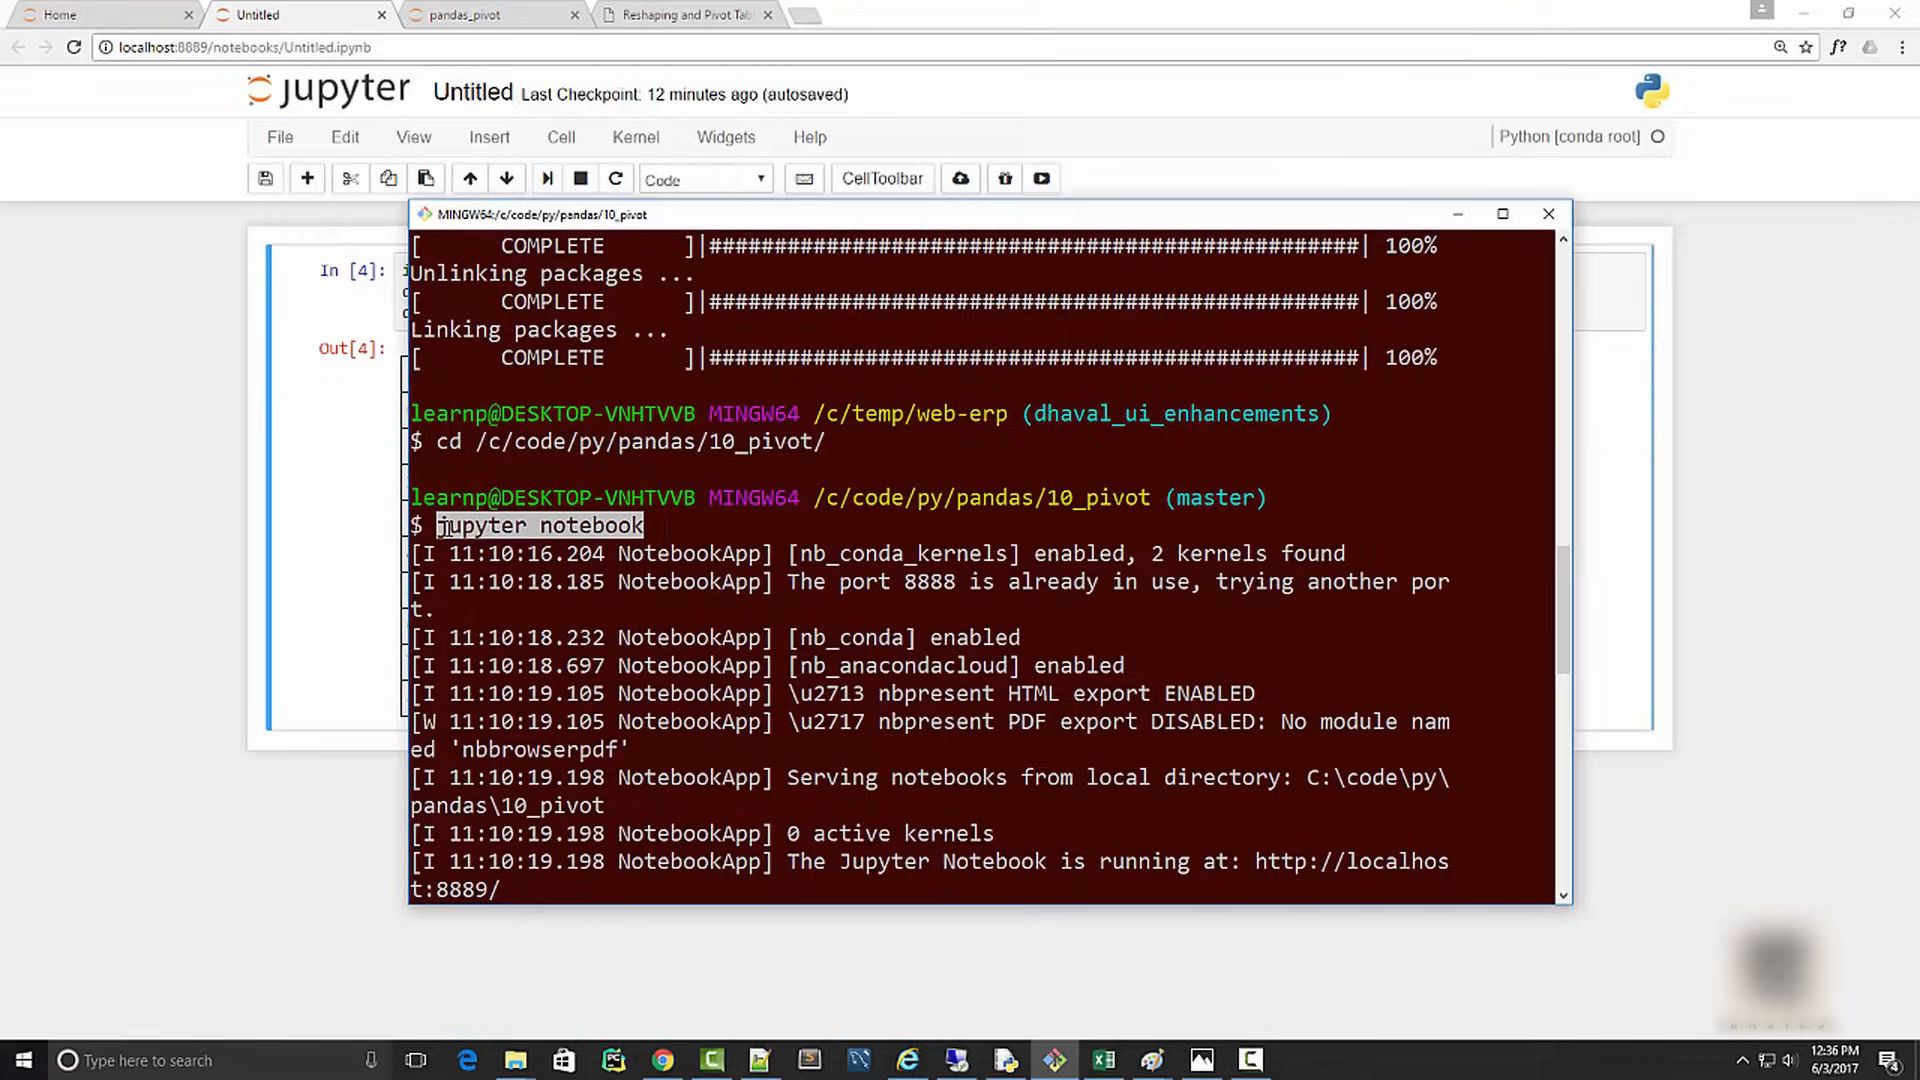 Home
Untitled
pandas_pivot
Reshaping and Pivot Tab
localhost:8889/notebooks/Untitled.ipynb
jupyter Untitled Last Checkpoint: 12 minutes ago (autosaved)
File Edit View Insert Cell Kernel Widgets Help Python [conda root]
Code CellToolbar
MINGW64:/c/code/py/pandas/10_pivot
In [4]:
Out[4]:
[ COMPLETE ]|##################################################| 100%
Unlinking packages ...
[ COMPLETE ]|##################################################| 100%
Linking packages ...
[ COMPLETE ]|##################################################| 100%
learnp@DESKTOP-VNHTVVB MINGW64 /c/temp/web-erp (dhaval_ui_enhancements)
$ cd /c/code/py/pandas/10_pivot/
learnp@DESKTOP-VNHTVVB MINGW64 /c/code/py/pandas/10_pivot (master)
$ jupyter notebook
[I 11:10:16.204 NotebookApp] [nb_conda_kernels] enabled, 2 kernels found
[I 11:10:18.185 NotebookApp] The port 8888 is already in use, trying another por
t.
[I 11:10:18.232 NotebookApp] [nb_conda] enabled
[I 11:10:18.697 NotebookApp] [nb_anacondacloud] enabled
[I 11:10:19.105 NotebookApp] \u2713 nbpresent HTML export ENABLED
[W 11:10:19.105 NotebookApp] \u2717 nbpresent PDF export DISABLED: No module nam
ed 'nbbrowserpdf'
[I 11:10:19.198 NotebookApp] Serving notebooks from local directory: C:\code\py\
pandas\10_pivot
[I 11:10:19.198 NotebookApp] 0 active kernels
[I 11:10:19.198 NotebookApp] The Jupyter Notebook is running at: http://localhos
t:8889/
Type here to search
12:36 PM
6/3/2017